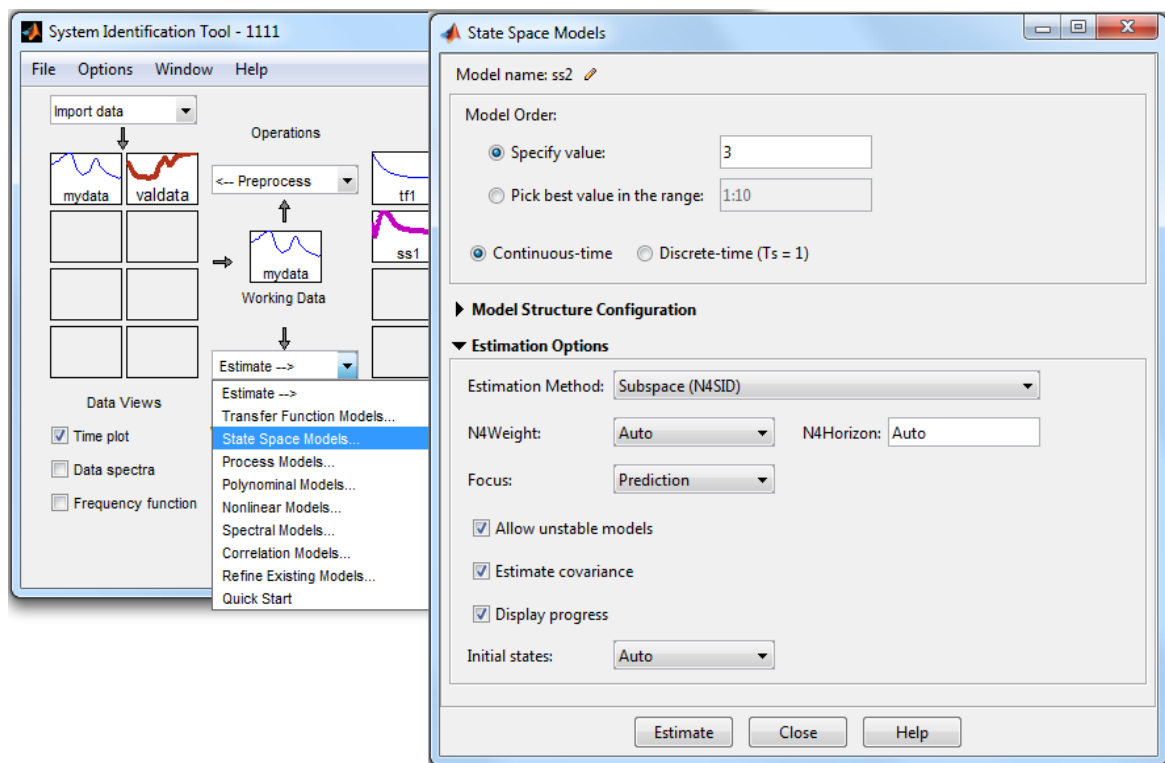 System Identification Tool - 1111
File Options Window Help
Import data
Operations
mydata valdata
<-- Preprocess
tf1
ss1
mydata
Working Data
Estimate -->
Estimate -->
Transfer Function Models...
State Space Models...
Process Models...
Polynominal Models...
Nonlinear Models...
Spectral Models...
Correlation Models...
Refine Existing Models...
Quick Start
Data Views
Time plot
Data spectra
Frequency function
State Space Models
Model name: ss2
Model Order:
Specify value: 3
Pick best value in the range: 1:10
Continuous-time Discrete-time (Ts = 1)
Model Structure Configuration
Estimation Options
Estimation Method: Subspace (N4SID)
N4Weight: Auto N4Horizon: Auto
Focus: Prediction
Allow unstable models
Estimate covariance
Display progress
Initial states: Auto
Estimate Close Help